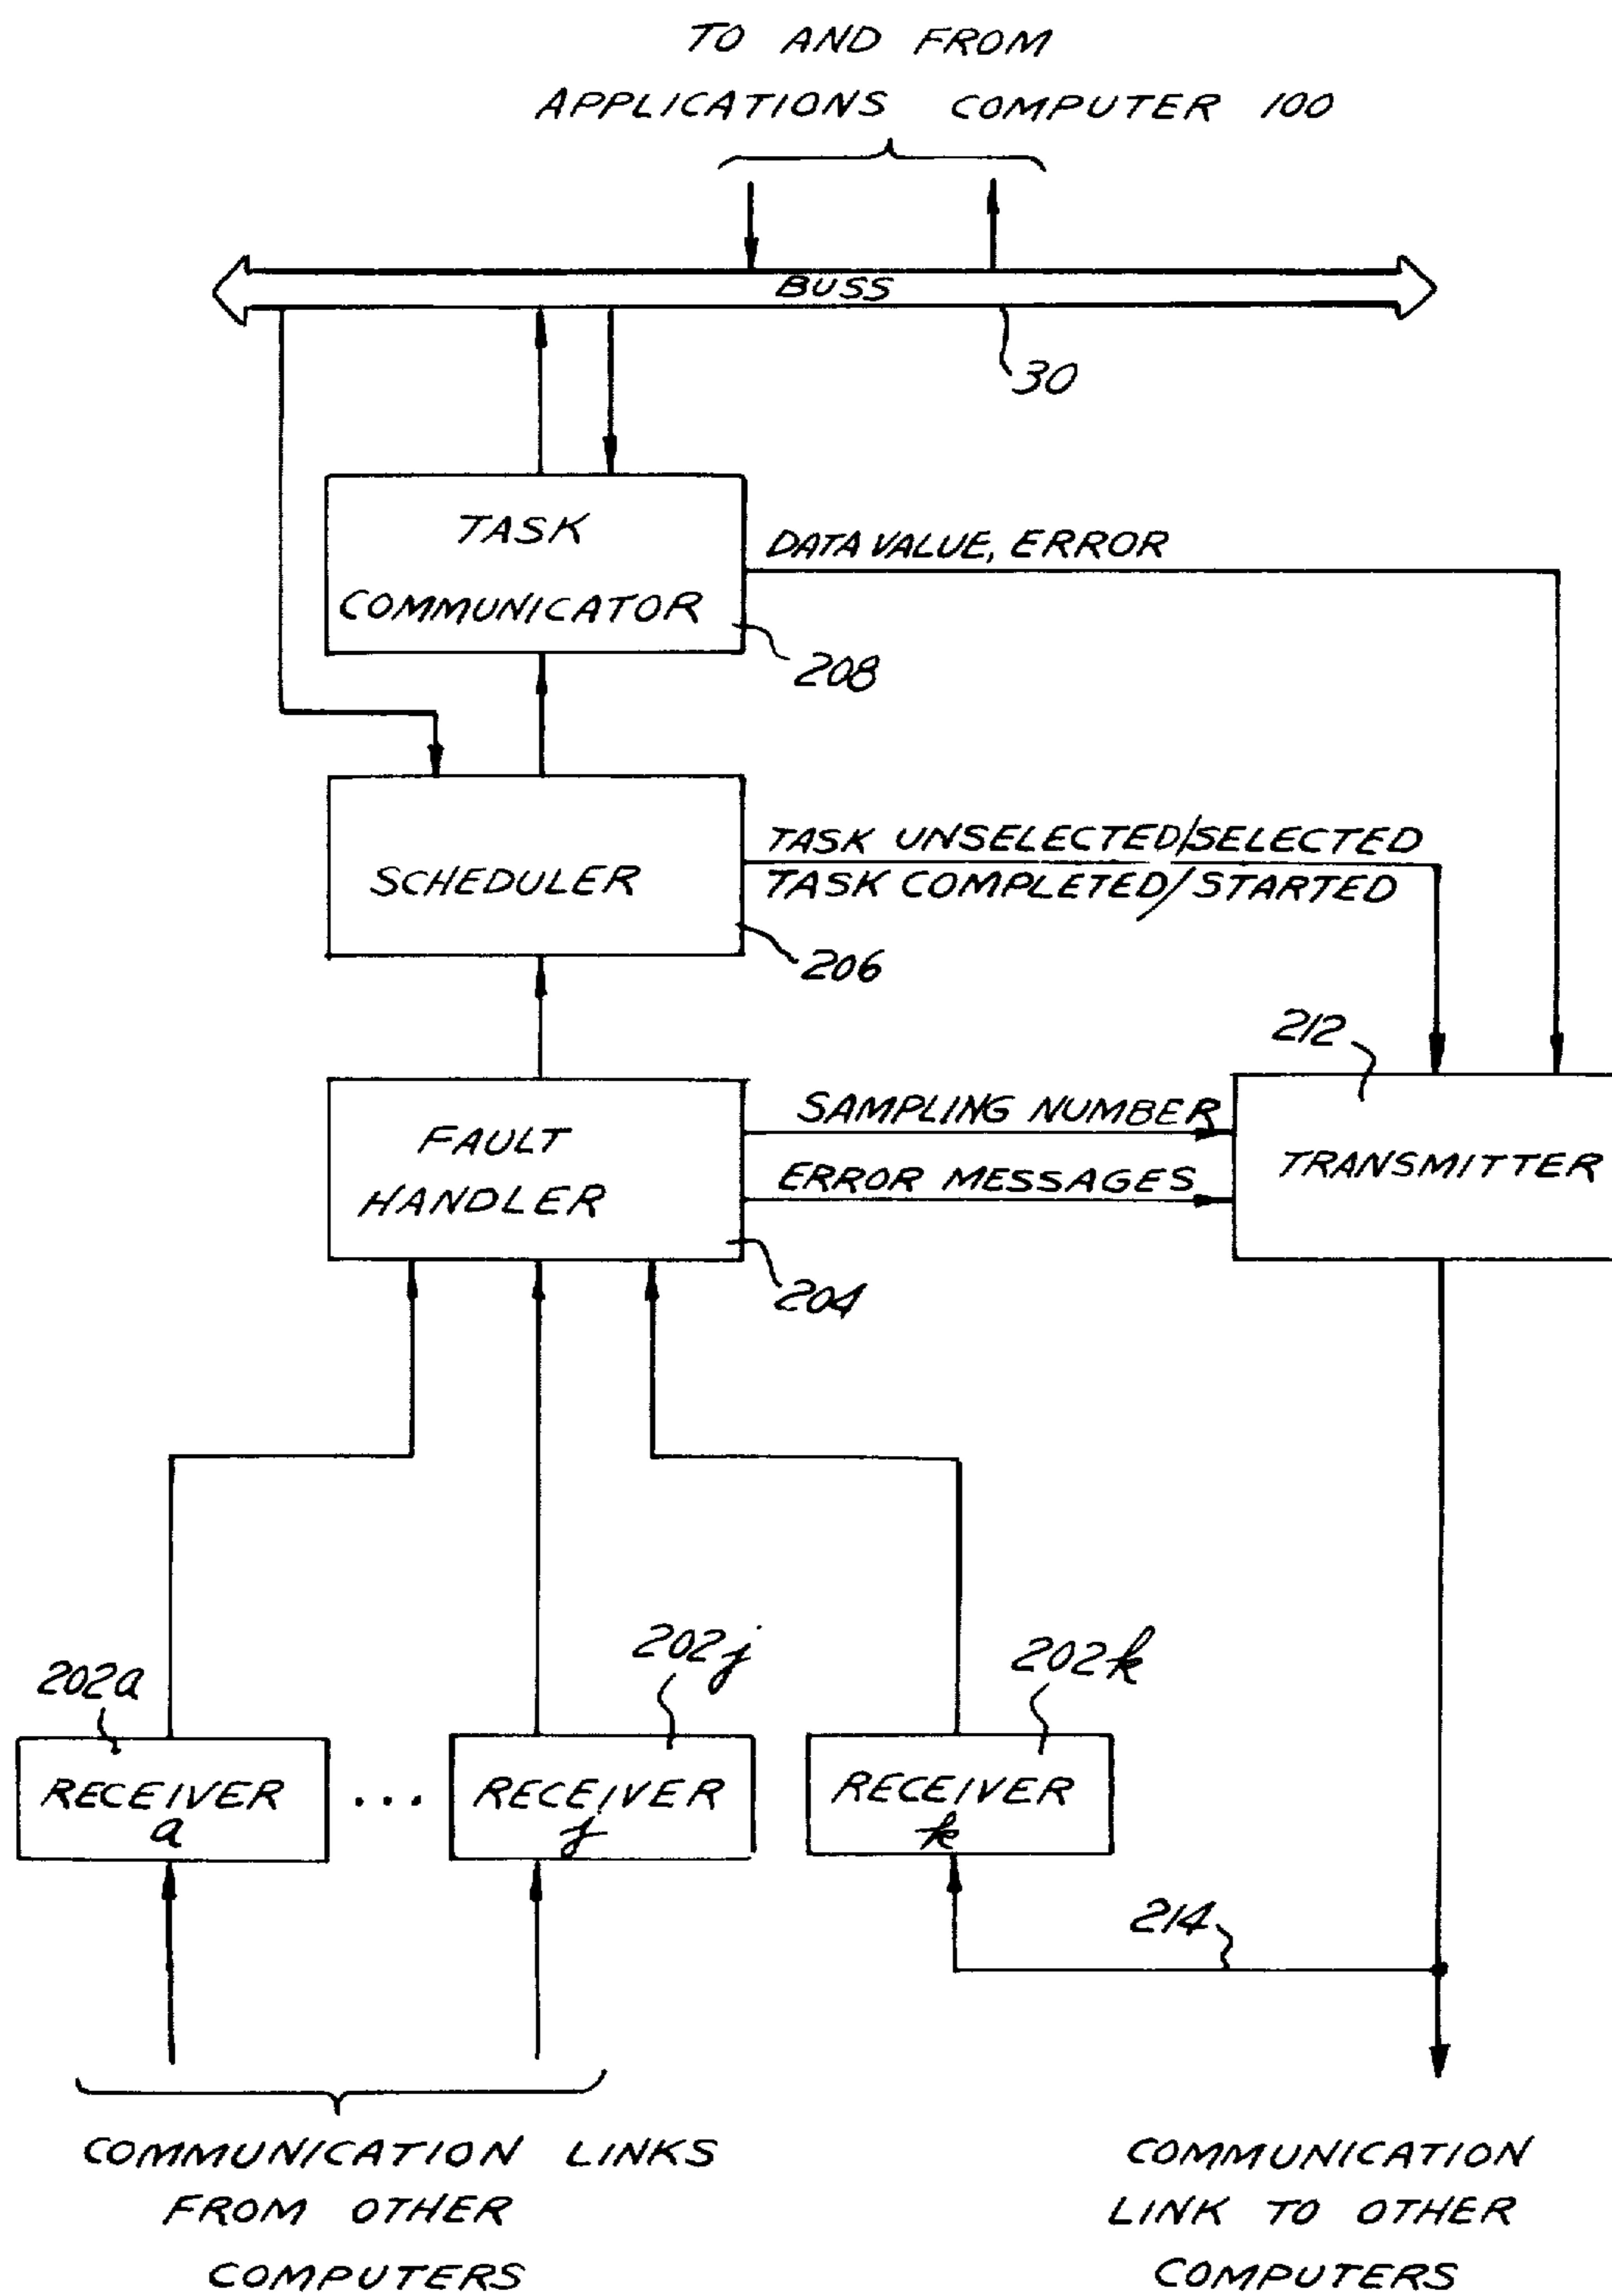 TO AND FROM
APPLICATIONS COMPUTER 100
BUSS
30
TASK
COMMUNICATOR
208
DATA VALUE, ERROR
SCHEDULER
206
TASK UNSELECTED/SELECTED
TASK COMPLETED/STARTED
FAULT
HANDLER
204
SAMPLING NUMBER
ERROR MESSAGES
212
TRANSMITTER
202a
RECEIVER
a
...
202j
RECEIVER
j
202k
RECEIVER
k
214
COMMUNICATION LINKS
FROM OTHER
COMPUTERS
COMMUNICATION
LINK TO OTHER
COMPUTERS